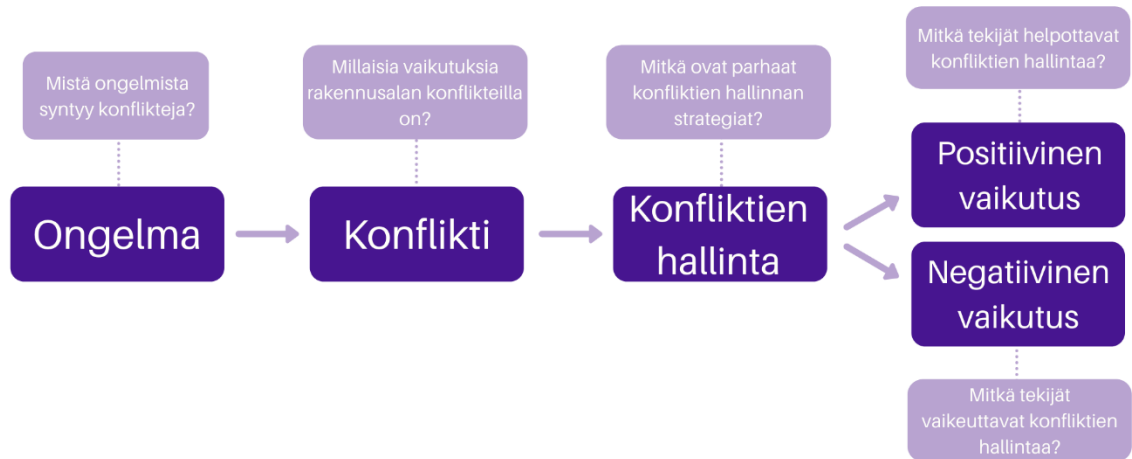 Mistä ongelmista
syntyy konflikteja?
Millaisia vaikutuksia
rakennusalan konflikteilla
on?
Mitkä ovat parhaat
konfliktien hallinnan
strategiat?
Mitkä tekijät helpottavat
konfliktien hallintaa?
Ongelma
Konflikti
Konfliktien
hallinta
Positiivinen
vaikutus
Negatiivinen
vaikutus
Mitkä tekijät
vaikeuttavat konfliktien
hallintaa?